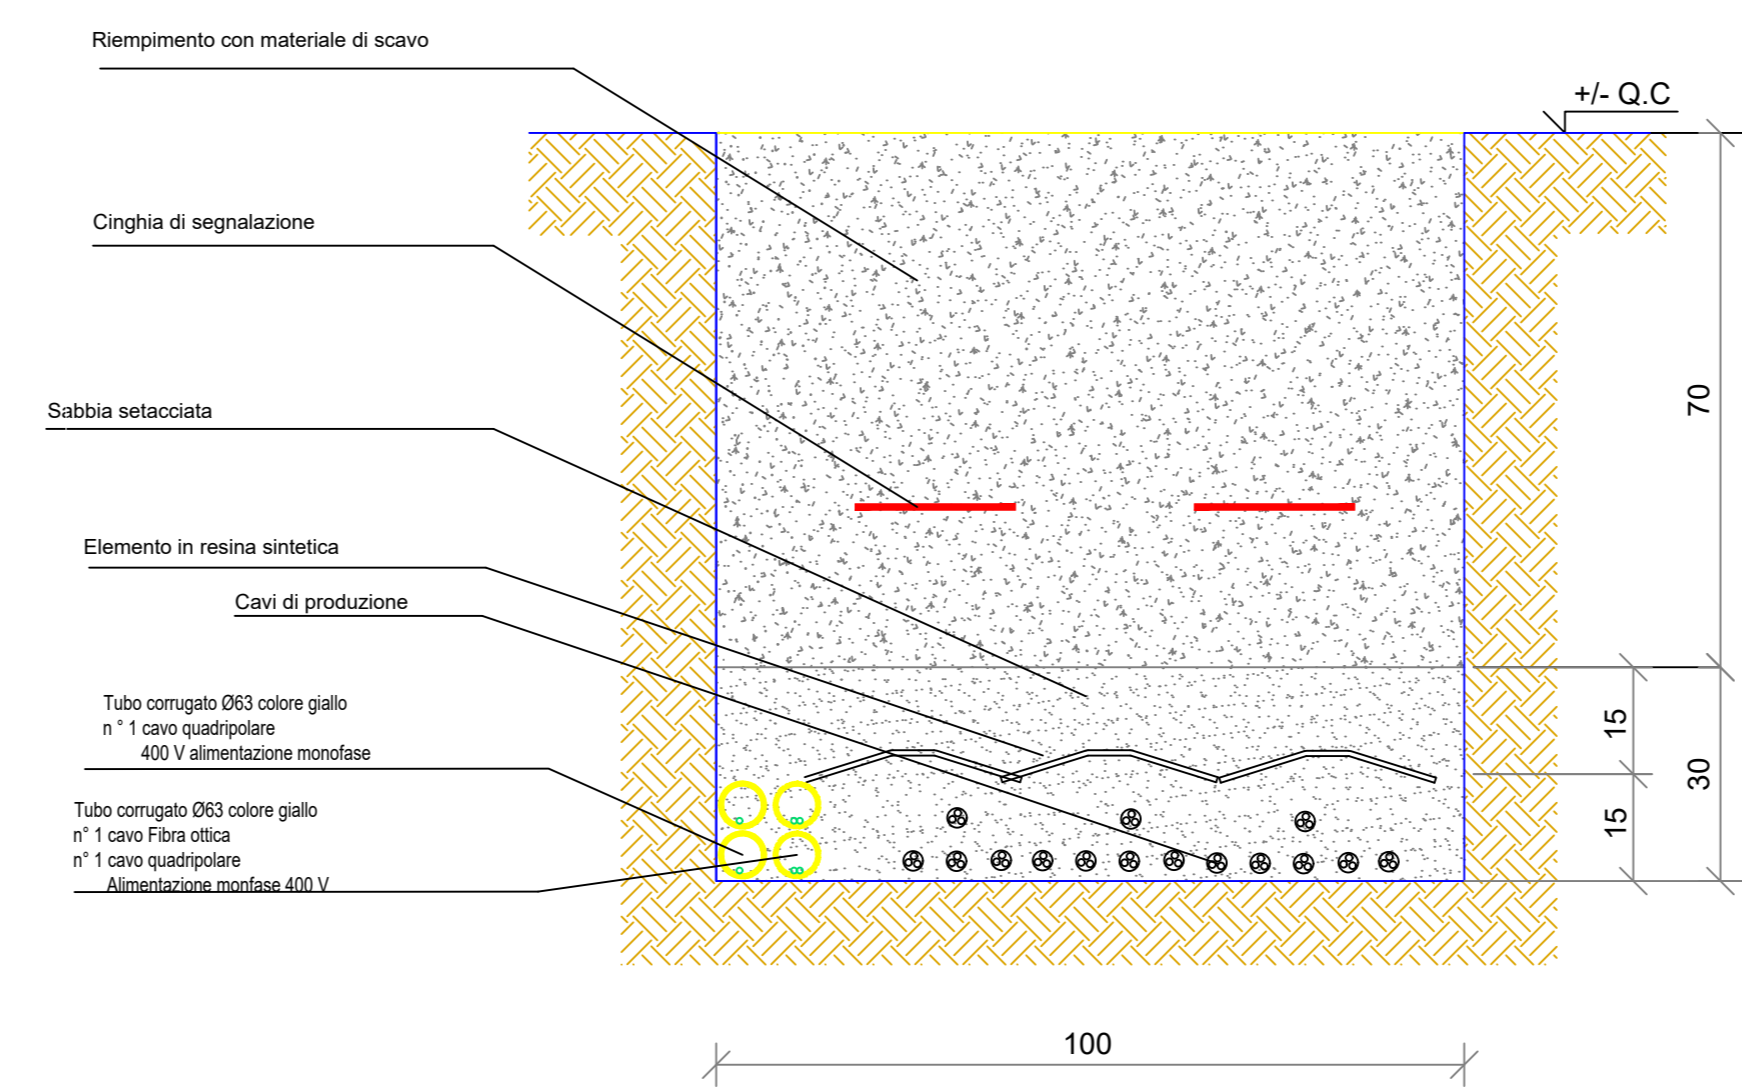 Riempimento con materiale di scavo
+/- Q.C
Cinghia di segnalazione
70
Sabbia setacciata
Elemento in resina sintetica
Cavi di produzione
Tubo corrugato Ø63 colore giallo
n ° 1 cavo quadripolare
400 V alimentazione monofase
15
30
15
Tubo corrugato Ø63 colore giallo
n° 1 cavo Fibra ottica
n° 1 cavo quadripolare
Alimentazione monfase 400 V
100